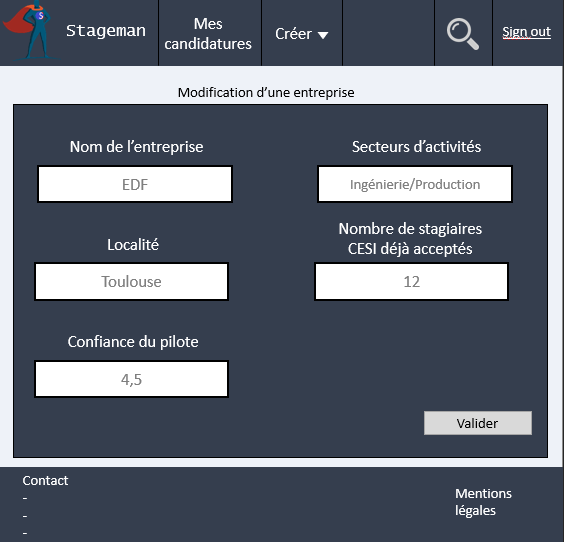 S
Stageman
Mes
candidatures
Créer
Sign out
Modification d'une entreprise
Nom de l'entreprise
EDF
Secteurs d'activités
Ingénierie/Production
Localité
Toulouse
Nombre de stagiaires
CESI déjà acceptés
12
Confiance du pilote
4,5
Valider
Contact
-
-
-
Mentions
légales